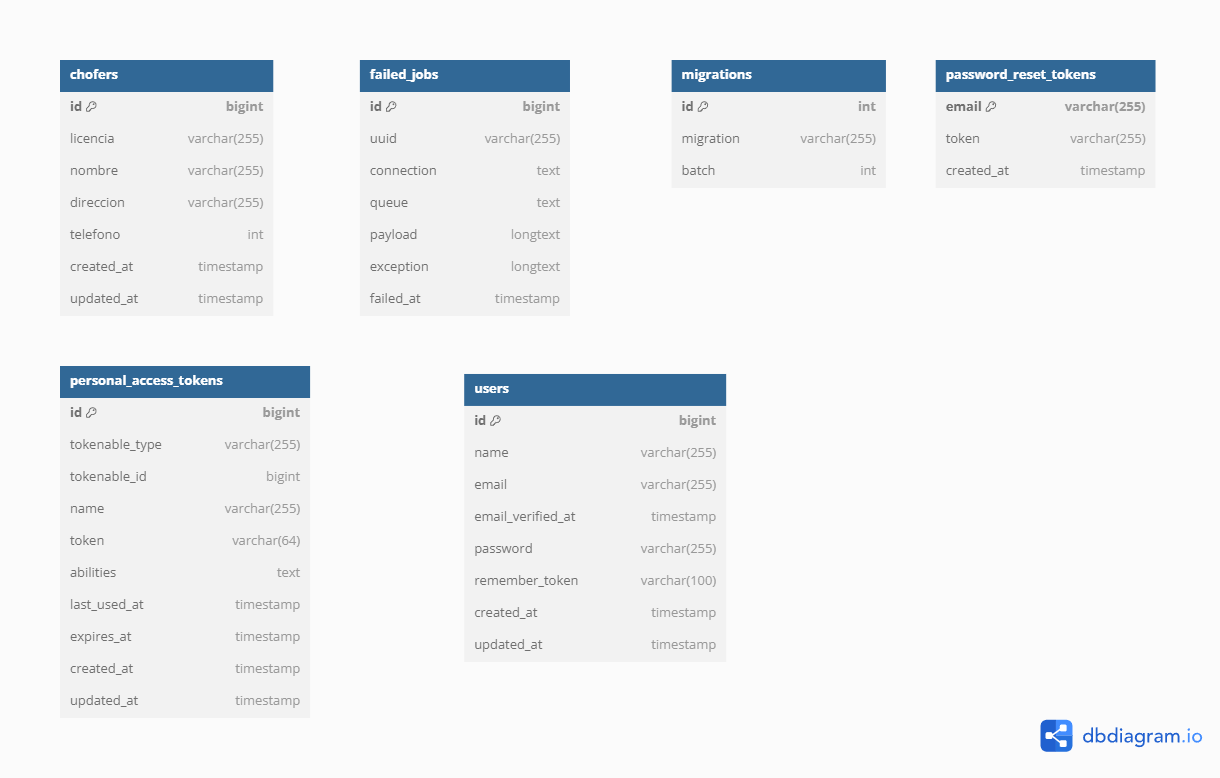 chofers
id bigint
licencia varchar(255)
nombre varchar(255)
direccion varchar(255)
telefono int
created_at timestamp
updated_at timestamp
failed_jobs
id bigint
uuid varchar(255)
connection text
queue text
payload longtext
exception longtext
failed_at timestamp
migrations
id int
migration varchar(255)
batch int
password_reset_tokens
email varchar(255)
token varchar(255)
created_at timestamp
personal_access_tokens
id bigint
tokenable_type varchar(255)
tokenable_id bigint
name varchar(255)
token varchar(64)
abilities text
last_used_at timestamp
expires_at timestamp
created_at timestamp
updated_at timestamp
users
id bigint
name varchar(255)
email varchar(255)
email_verified_at timestamp
password varchar(255)
remember_token varchar(100)
created_at timestamp
updated_at timestamp
dbdiagram.io